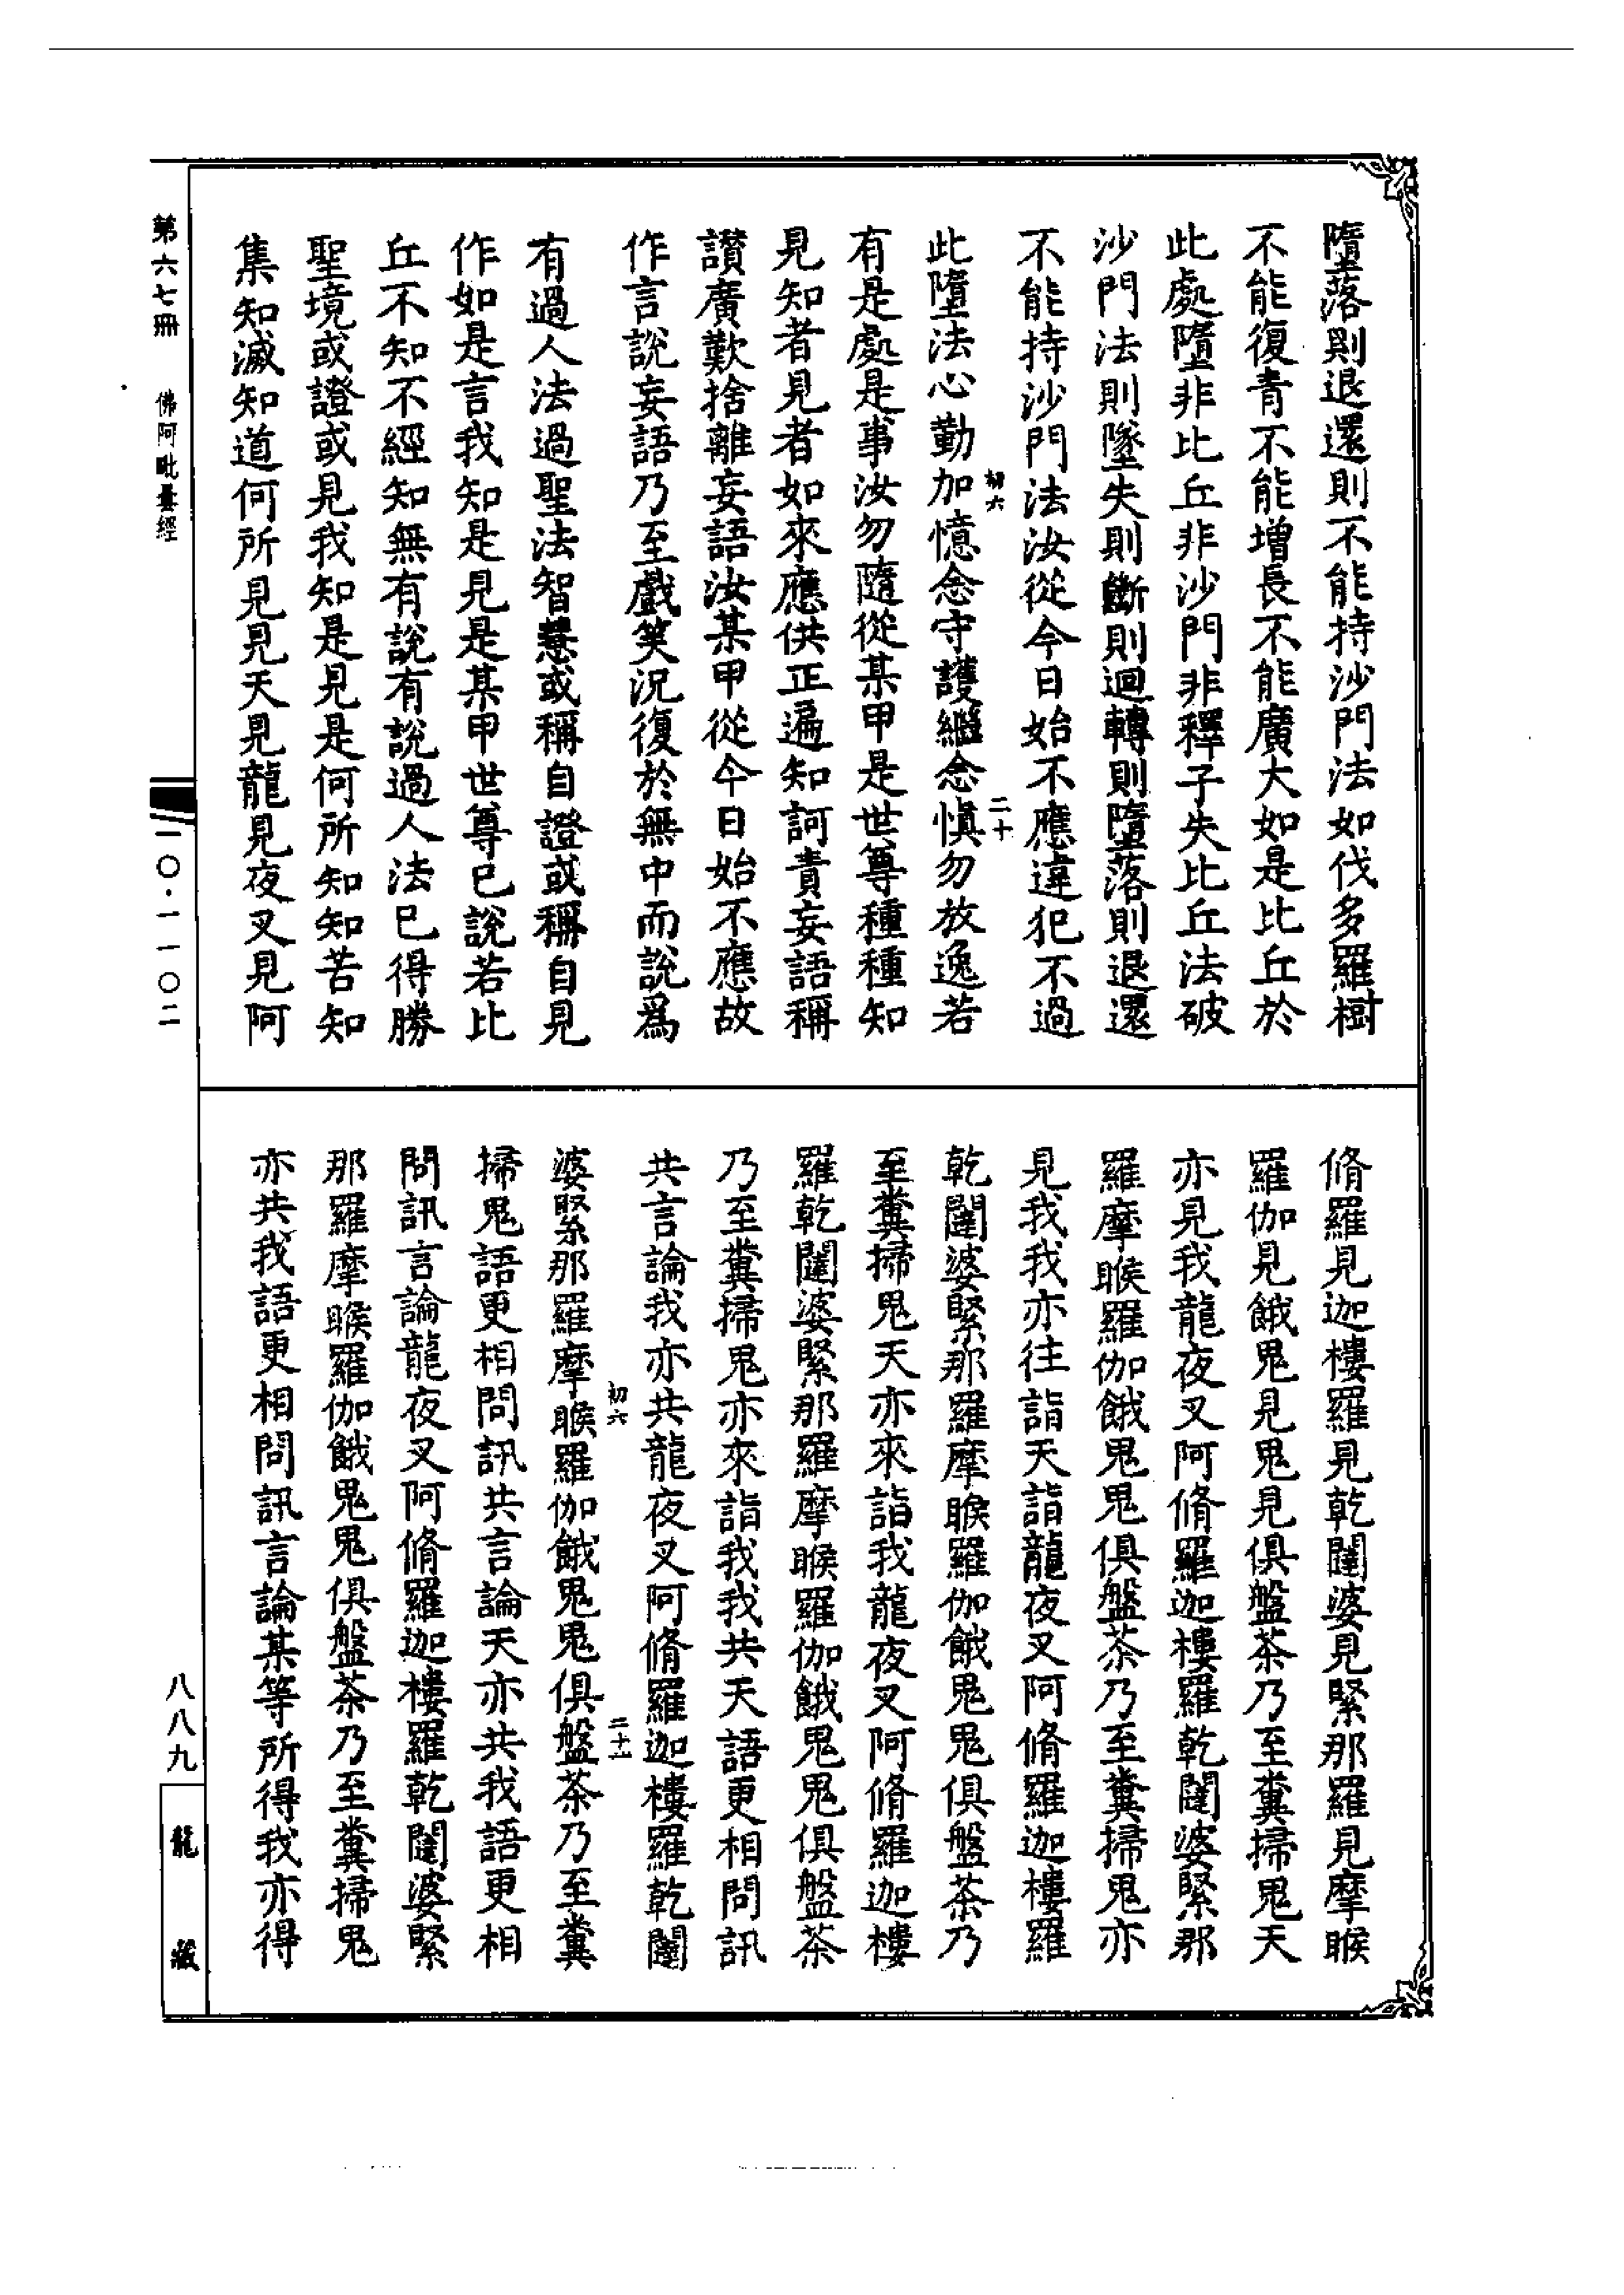 墮落則退還則不能持沙門法如伐多羅樹
不能復青不能增長不能廣大如是比丘於
此處墮非比丘非沙門非釋子失比丘法破
沙門法則墜失則斷則迴轉則墮落則退還
不能持沙門法汝從今日始不應違犯不過
初六
二十
此墮法心勤加憶念守護繼念慎勿放逸若
有是處是事汝勿隨從某甲是世尊種種知
見知者見者如來應供正遍知訶責妄語稱
讃廣歎捨離妄語汝某甲從今日始不應故
作言說妄語乃至戲笑況復於無中而說爲
有過人法過聖法智慧或稱自證或稱自見
作如是言我知是見是某甲世尊已說若比
丘不知不經知無有說有說過人法已得勝
聖境或證或見我知是見是何所知知苦知
集知滅知道何所見見天見龍見夜叉見阿
脩羅見迦樓羅見乾闥婆見緊那羅見摩睺
羅伽見餓鬼見鬼見俱盤茶乃至糞掃鬼天
亦見我龍夜叉阿脩羅迦樓羅乾闥婆緊那
羅摩睺羅伽餓鬼鬼俱盤茶乃至糞掃鬼亦
見我我亦往詣天詣龍夜叉阿脩羅迦樓羅
乾闥婆緊那羅摩睺羅伽餓鬼鬼俱盤茶乃
至糞掃鬼天亦來詣我龍夜叉阿脩羅迦樓
羅乾闥婆緊那羅摩睺羅伽餓鬼鬼俱盤茶
乃至糞掃鬼亦來詣我我共天語更相問訊
共言論我亦共龍夜叉阿脩羅迦樓羅乾闥
初六
二十一
婆緊那羅摩睺羅伽餓鬼鬼俱盤茶乃至糞
掃鬼語更相問訊共言論天亦共我語更相
問訊言論龍夜叉阿脩羅迦樓羅乾闥婆緊
那羅摩睺羅伽餓鬼鬼俱盤茶乃至糞掃鬼
亦共我語更相問訊言論某等所得我亦得
第六七冊 佛阿毗曇經
一〇·一一〇二
八八九
龍藏